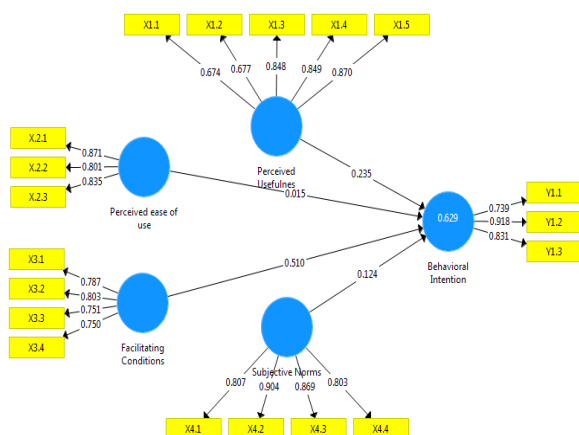 X1.1 X1.2 X1.3 X1.4 X1.5
0.674 0.677 0.848 0.849 0.870
X.2.1
X.2.2
X.2.3
0.871
0.801
0.835
Perceived ease of
use
Perceived
Usefulnes
0.235
0.015
0.629
Behavioral
Intention
0.739
0.918
0.831
Y1.1
Y1.2
Y1.3
X3.1
X3.2
X3.3
X3.4
0.787
0.803
0.751
0.750
Facilitating
Conditions
0.510
0.124
Subjective Norms
0.807 0.904 0.869 0.803
X4.1 X4.2 X4.3 X4.4